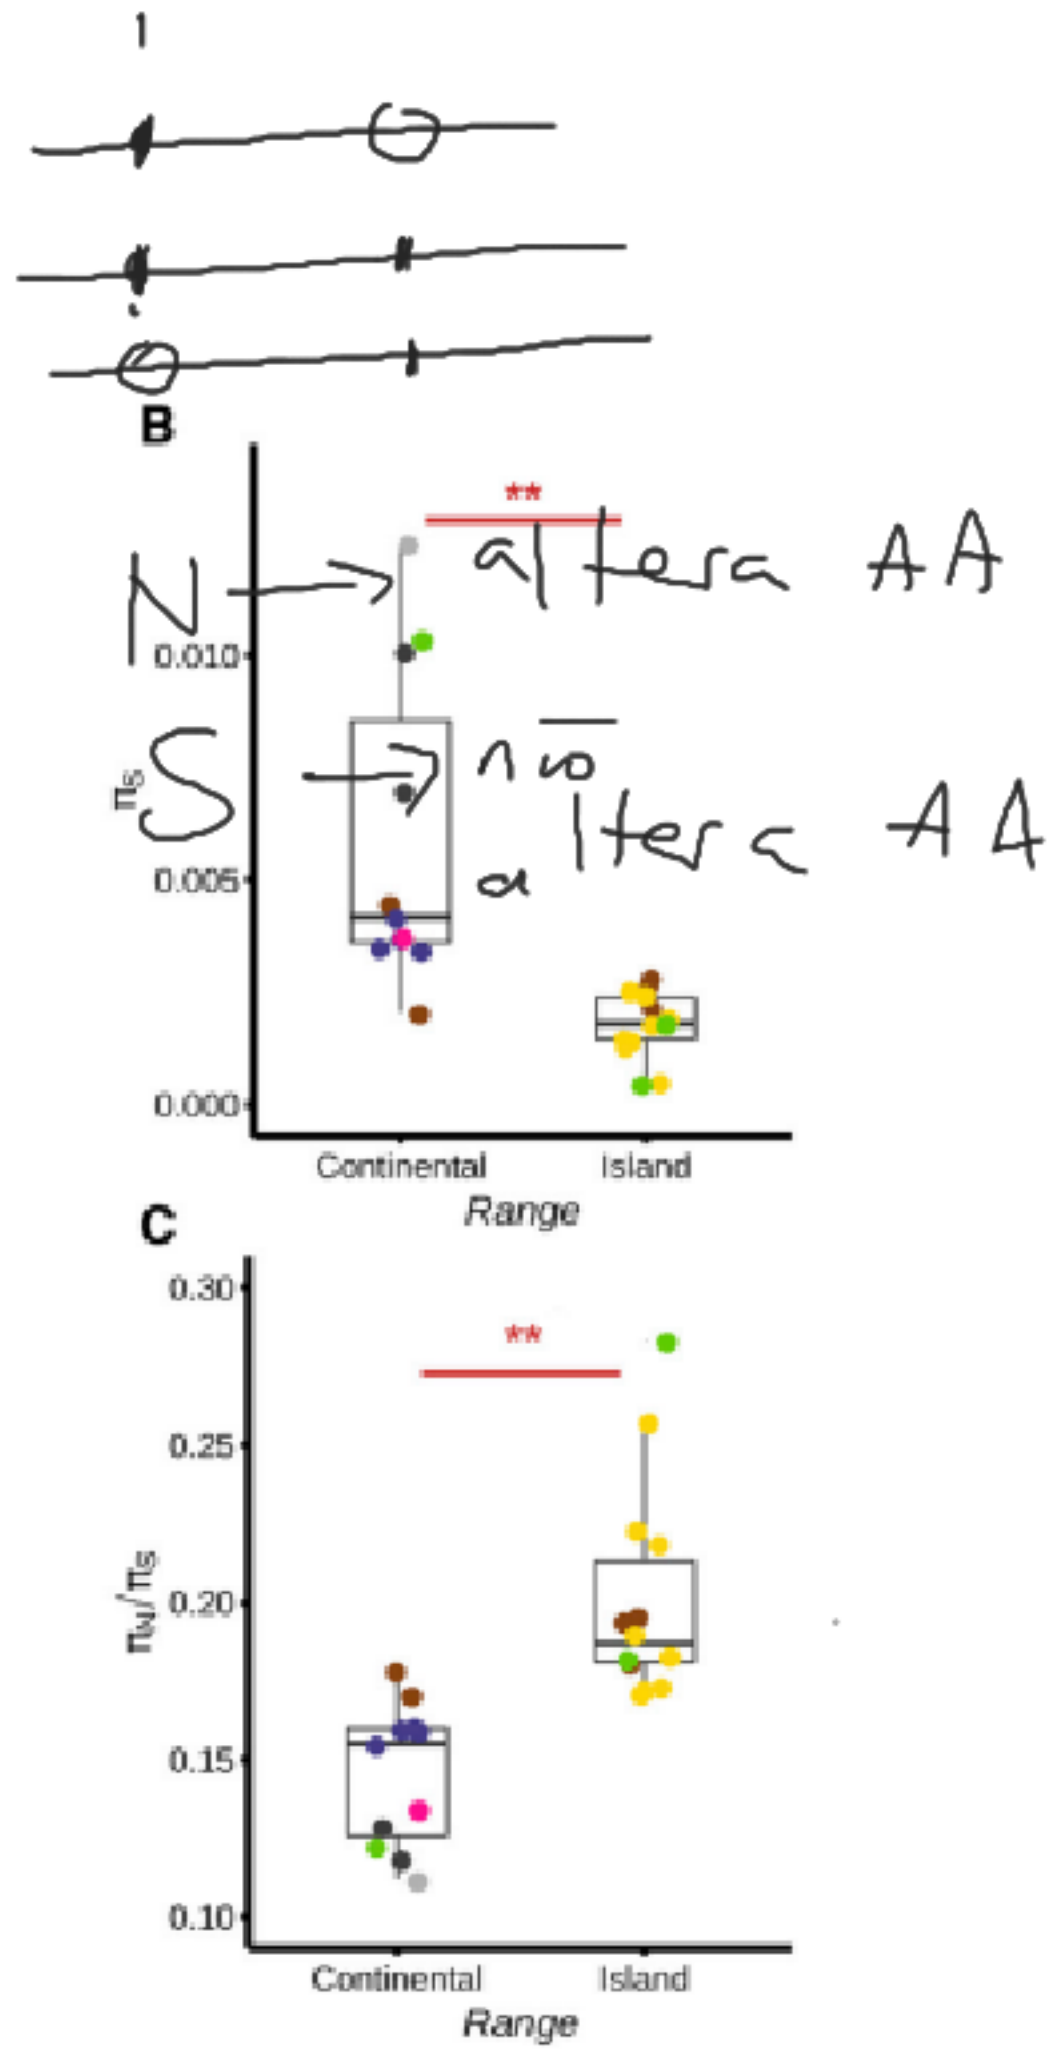 1
B
**
N → altera AA
0.010
S → não
πS
altera AA
0.005
0.000
Continental Island
Range
C
0.30
**
0.25
πN/πS
0.20
0.15
0.10
Continental Island
Range